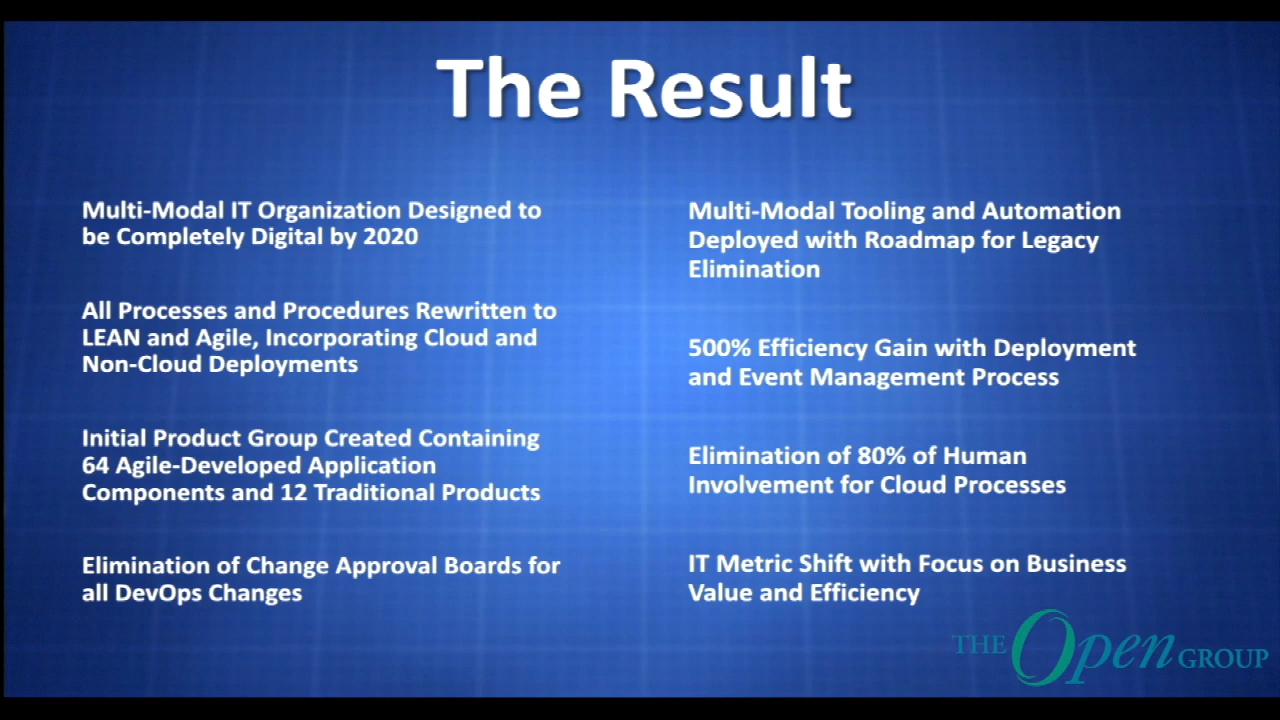 The Result
Multi-Modal IT Organization Designed to
be Completely Digital by 2020
All Processes and Procedures Rewritten to
LEAN and Agile, Incorporating Cloud and
Non-Cloud Deployments
Initial Product Group Created Containing
64 Agile-Developed Application
Components and 12 Traditional Products
Elimination of Change Approval Boards for
all DevOps Changes
Multi-Modal Tooling and Automation
Deployed with Roadmap for Legacy
Elimination
500% Efficiency Gain with Deployment
and Event Management Process
Elimination of 80% of Human
Involvement for Cloud Processes
IT Metric Shift with Focus on Business
Value and Efficiency
THE Open GROUP